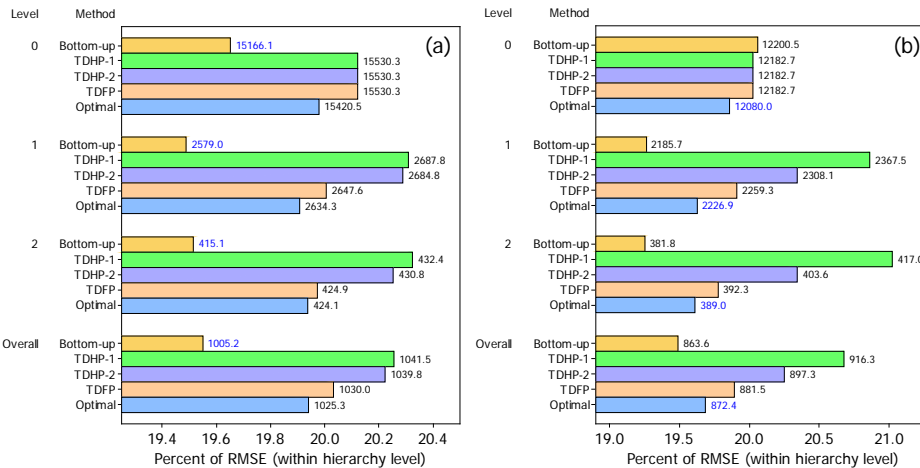 Level Method
(a)
0 Bottom-up 15166.1
TDHP-1 15530.3
TDHP-2 15530.3
TDFP 15530.3
Optimal 15420.5
1 Bottom-up 2579.0
TDHP-1 2687.8
TDHP-2 2684.8
TDFP 2647.6
Optimal 2634.3
2 Bottom-up 415.1
TDHP-1 432.4
TDHP-2 430.8
TDFP 424.9
Optimal 424.1
Overall Bottom-up 1005.2
TDHP-1 1041.5
TDHP-2 1039.8
TDFP 1030.0
Optimal 1025.3
19.4 19.6 19.8 20.0 20.2 20.4
Percent of RMSE (within hierarchy level)
Level Method
(b)
0 Bottom-up 12200.5
TDHP-1 12182.7
TDHP-2 12182.7
TDFP 12182.7
Optimal 12080.0
1 Bottom-up 2185.7
TDHP-1 2367.5
TDHP-2 2308.1
TDFP 2259.3
Optimal 2226.9
2 Bottom-up 381.8
TDHP-1 417.0
TDHP-2 403.6
TDFP 392.3
Optimal 389.0
Overall Bottom-up 863.6
TDHP-1 916.3
TDHP-2 897.3
TDFP 881.5
Optimal 872.4
19.0 19.5 20.0 20.5 21.0
Percent of RMSE (within hierarchy level)